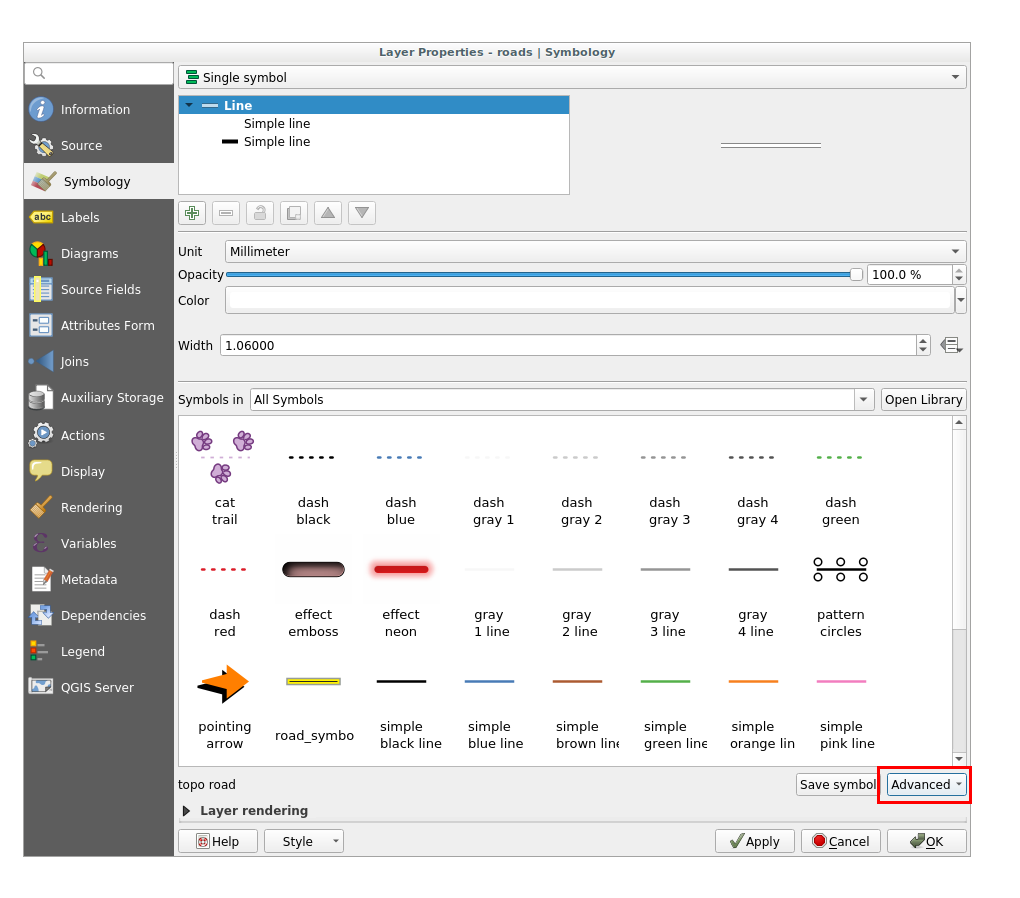 Layer Properties - roads | Symbology
Single symbol
Information
Source
Symbology
abc Labels
Diagrams
Source Fields
Attributes Form
Joins
Auxiliary Storage
Actions
Display
Rendering
Variables
Metadata
Dependencies
Legend
QGIS Server
Line
Simple line
Simple line
Unit Millimeter
Opacity 100.0 %
Color
Width 1.06000
Symbols in All Symbols Open Library
cat trail
dash black
dash blue
dash gray 1
dash gray 2
dash gray 3
dash gray 4
dash green
dash red
effect emboss
effect neon
gray 1 line
gray 2 line
gray 3 line
gray 4 line
pattern circles
pointing arrow
road_symbo
simple black line
simple blue line
simple brown line
simple green line
simple orange lin
simple pink line
topo road Save symbol Advanced
Layer rendering
Help Style Apply Cancel OK